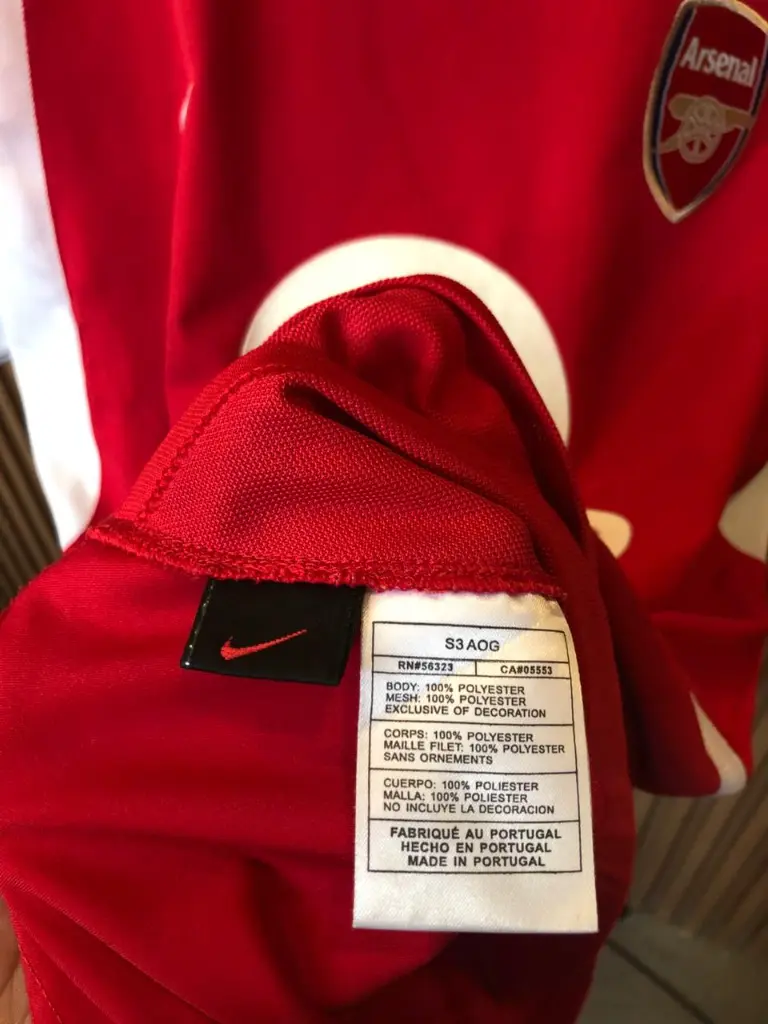 Arsenal
S3 AOG
RN#56323 CA#05553
BODY: 100% POLYESTER
MESH: 100% POLYESTER
EXCLUSIVE OF DECORATION
CORPS: 100% POLYESTER
MAILLE FILET: 100% POLYESTER
SANS ORNEMENTS
CUERPO: 100% POLIESTER
MALLA: 100% POLIESTER
NO INCLUYE LA DECORACION
FABRIQUÉ AU PORTUGAL
HECHO EN PORTUGAL
MADE IN PORTUGAL